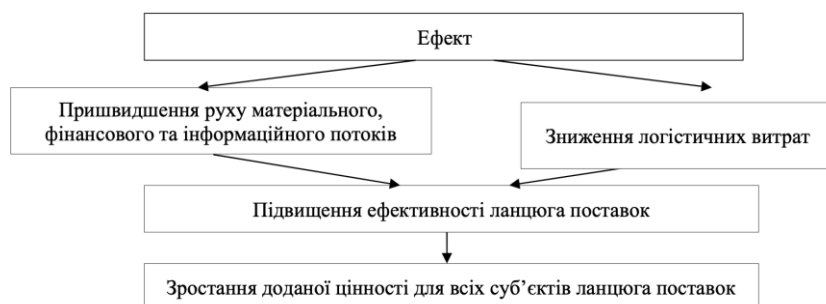 Ефект
Пришвидшення руху матеріального,
фінансового та інформаційного потоків
Зниження логістичних витрат
Підвищення ефективності ланцюга поставок
Зростання доданої цінності для всіх суб’єктів ланцюга поставок